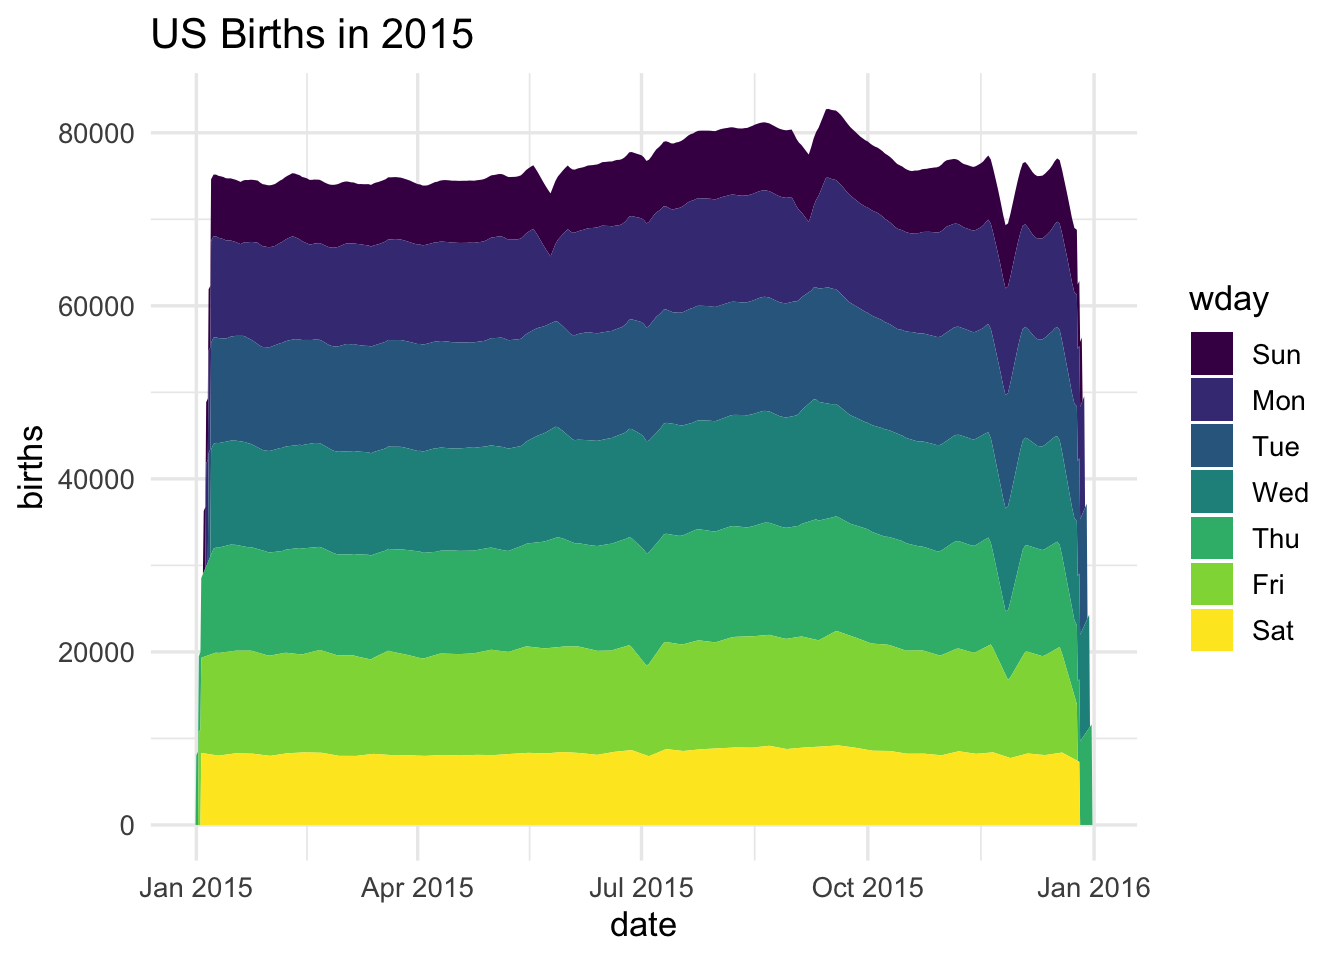 US Births in 2015
80000
60000
40000
20000
0
births
Jan 2015
Apr 2015
Jul 2015
Oct 2015
Jan 2016
date
wday
Sun
Mon
Tue
Wed
Thu
Fri
Sat